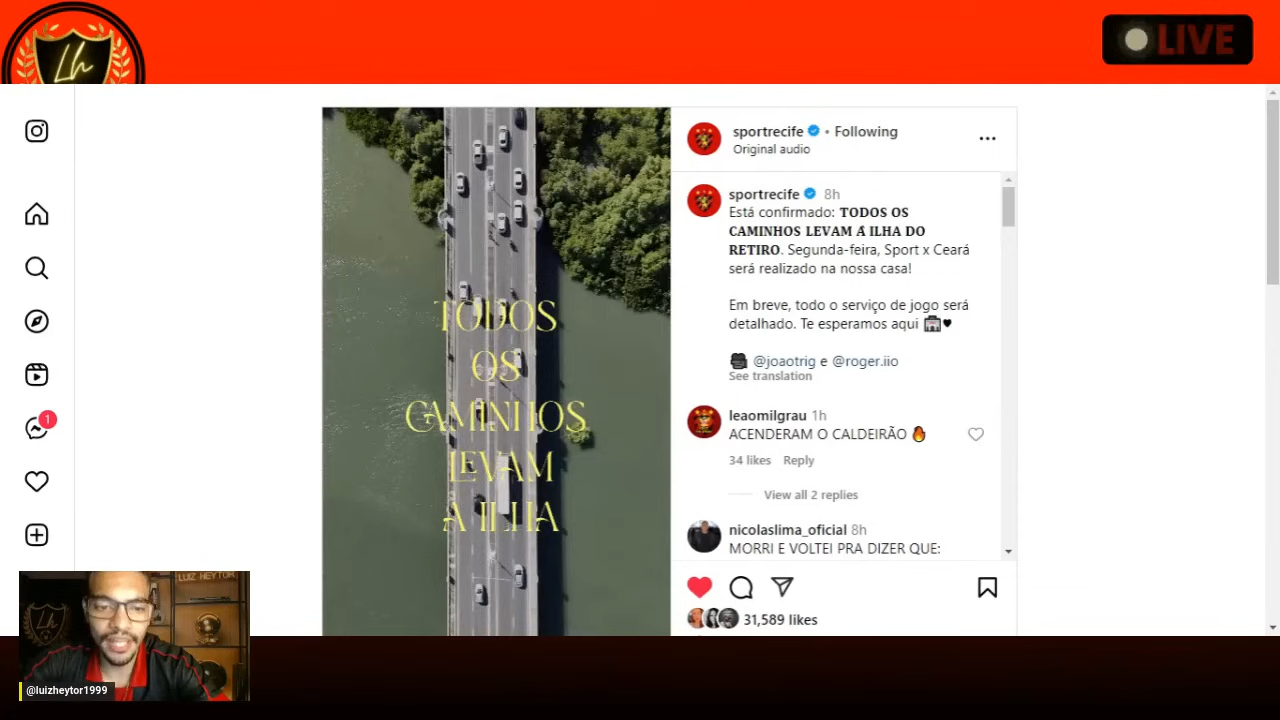 Lh
LIVE
sportrecife • Following
Original audio
sportrecife 8h
Está confirmado: TODOS OS
CAMINHOS LEVAM Á ILHA DO
RETIRO. Segunda-feira, Sport x Ceará
será realizado na nossa casa!
Em breve, todo o serviço de jogo será
detalhado. Te esperamos aqui 🏟️♥
🎥 @joaotrig e @roger.iio
See translation
leaomilgrau 1h
ACENDERAM O CALDEIRÃO 🔥
34 likes Reply
View all 2 replies
nicolaslima_oficial 8h
MORRI E VOLTEI PRA DIZER QUE:
31,589 likes
TODOS
OS
CAMINHOS
LEVAM
A ILHA
1
LUIZ HEYTOR
Lh
@luizheytor1999